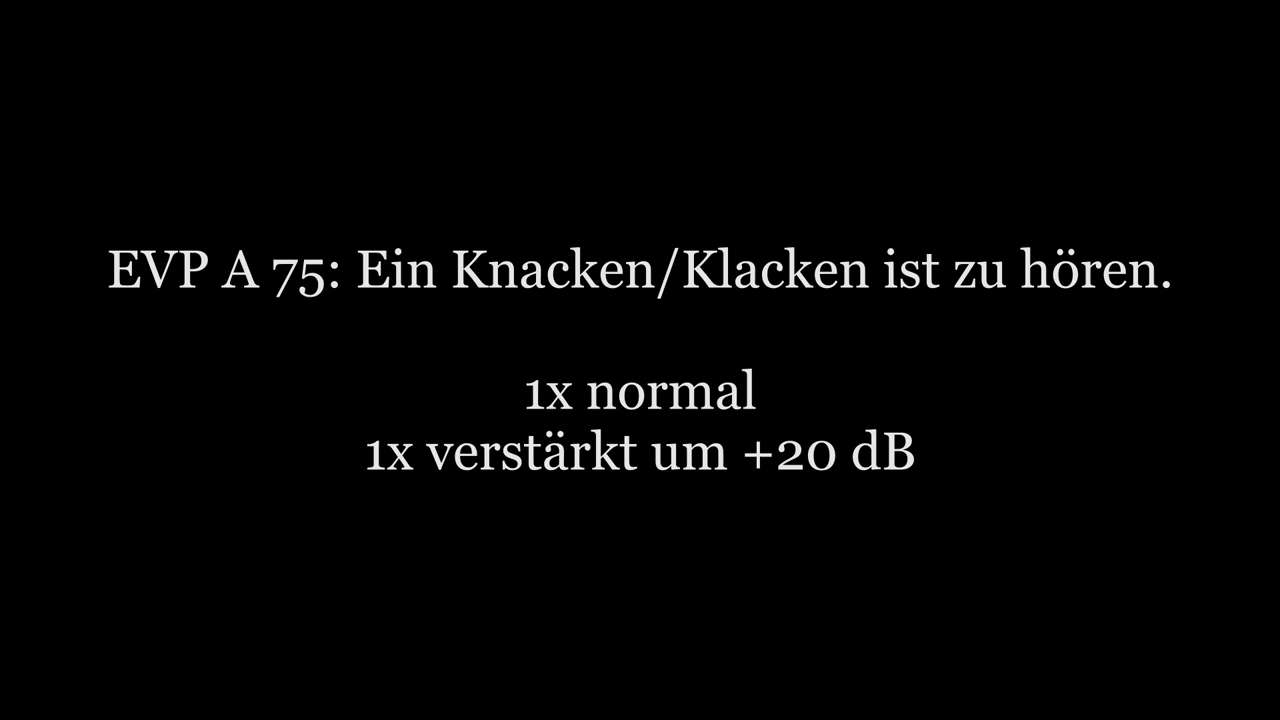 EVP A 75: Ein Knacken/Klacken ist zu hören.
1x normal
1x verstärkt um +20 dB